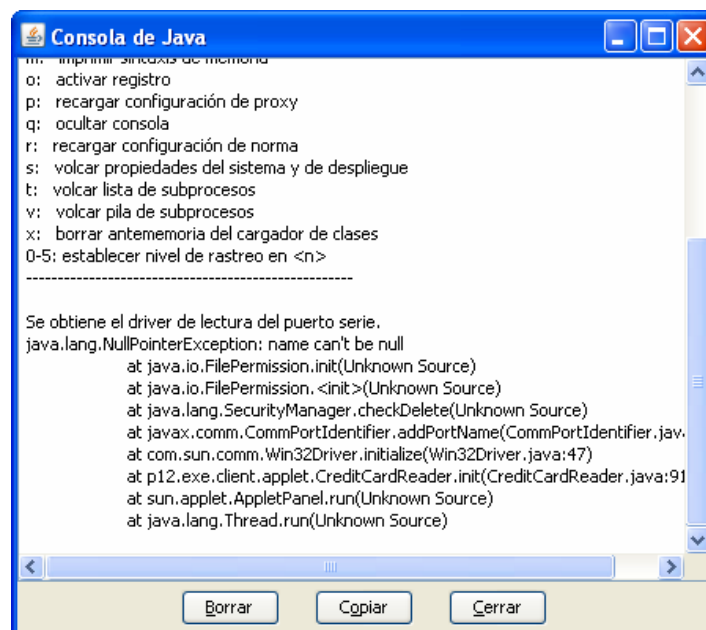 Consola de Java
m: imprimir sintaxis de memoria
o: activar registro
p: recargar configuración de proxy
q: ocultar consola
r: recargar configuración de norma
s: volcar propiedades del sistema y de despliegue
t: volcar lista de subprocesos
v: volcar pila de subprocesos
x: borrar antememoria del cargador de clases
0-5: establecer nivel de rastreo en <n>
----------------------------------------------------
Se obtiene el driver de lectura del puerto serie.
java.lang.NullPointerException: name can't be null
at java.io.FilePermission.init(Unknown Source)
at java.io.FilePermission.<init>(Unknown Source)
at java.lang.SecurityManager.checkDelete(Unknown Source)
at javax.comm.CommPortIdentifier.addPortName(CommPortIdentifier.jav
at com.sun.comm.Win32Driver.initialize(Win32Driver.java:47)
at p12.exe.client.applet.CreditCardReader.init(CreditCardReader.java:91
at sun.applet.AppletPanel.run(Unknown Source)
at java.lang.Thread.run(Unknown Source)
Borrar Copiar Cerrar